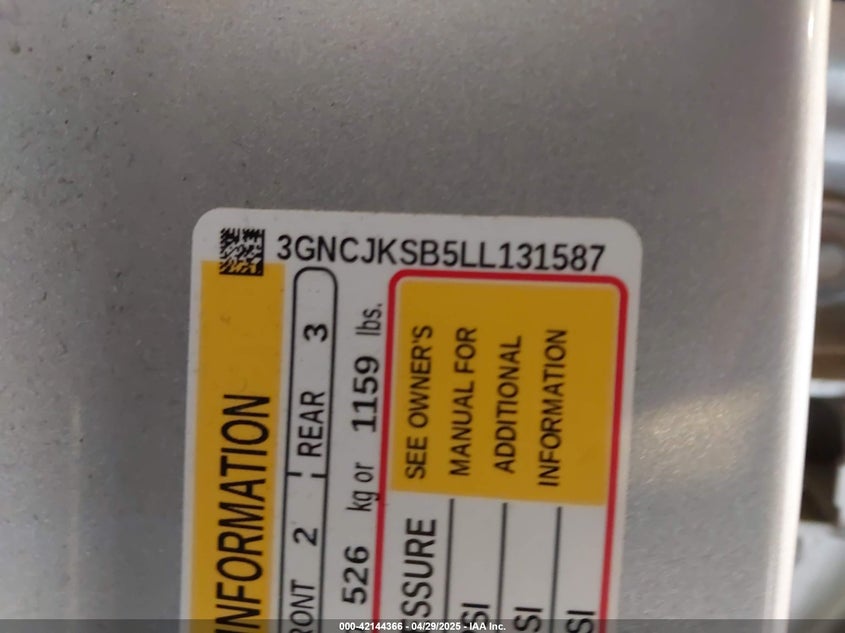 3GNCJKSB5LL131587
INFORMATION
RONT 2 REAR 3
526 kg or 1159 lbs.
SSURE
SEE OWNER'S
MANUAL FOR
ADDITIONAL
INFORMATION
SI
SI
SI
000-42144366 - 04/29/2025 - IAA Inc.